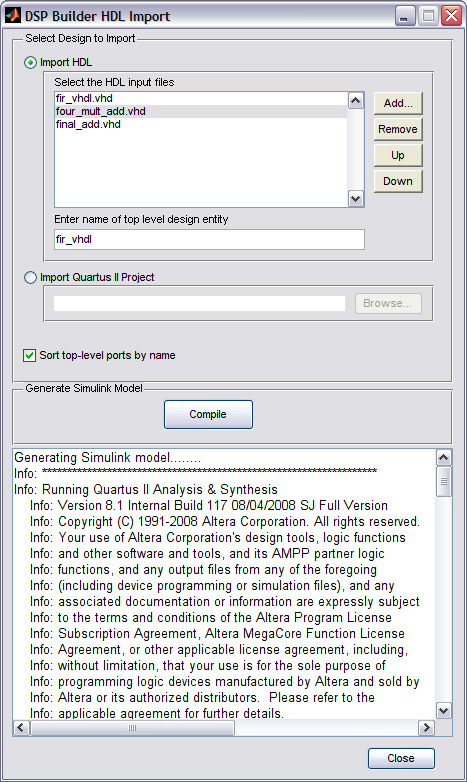 DSP Builder HDL Import
Select Design to Import
Import HDL
Select the HDL input files
fir_vhdl.vhd
four_mult_add.vhd
final_add.vhd
Add...
Remove
Up
Down
Enter name of top level design entity
fir_vhdl
Import Quartus II Project
Browse...
Sort top-level ports by name
Generate Simulink Model
Compile
Generating Simulink model........
Info: *******************************************************************
Info: Running Quartus II Analysis & Synthesis
Info: Version 8.1 Internal Build 117 08/04/2008 SJ Full Version
Info: Copyright (C) 1991-2008 Altera Corporation. All rights reserved.
Info: Your use of Altera Corporation's design tools, logic functions
Info: and other software and tools, and its AMPP partner logic
Info: functions, and any output files from any of the foregoing
Info: (including device programming or simulation files), and any
Info: associated documentation or information are expressly subject
Info: to the terms and conditions of the Altera Program License
Info: Subscription Agreement, Altera MegaCore Function License
Info: Agreement, or other applicable license agreement, including,
Info: without limitation, that your use is for the sole purpose of
Info: programming logic devices manufactured by Altera and sold by
Info: Altera or its authorized distributors.  Please refer to the
Info: applicable agreement for further details.
Close